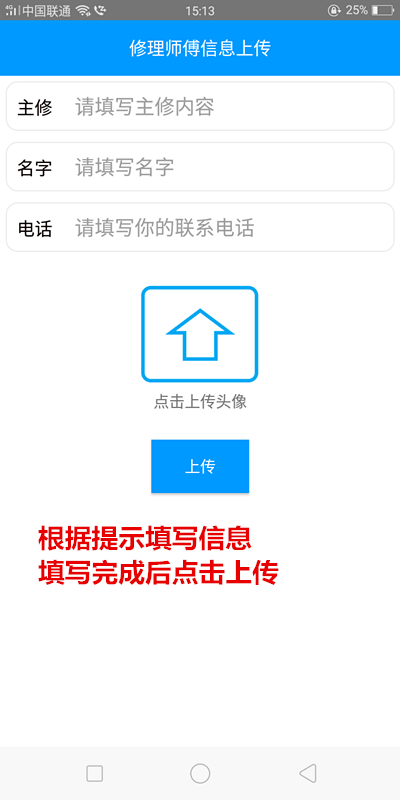 4G 中国联通 15:13 25%
修理师傅信息上传
主修 请填写主修内容
名字 请填写名字
电话 请填写你的联系电话
点击上传头像
上传
根据提示填写信息
填写完成后点击上传